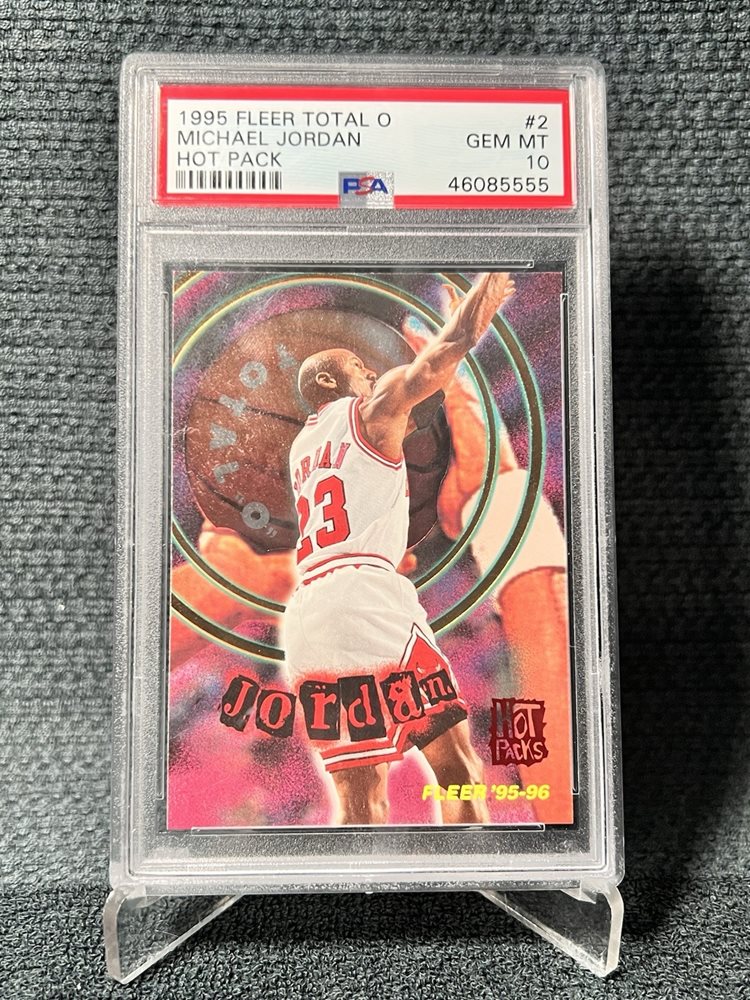 1995 FLEER TOTAL O #2
MICHAEL JORDAN GEM MT
HOT PACK 10
PSA 46085555
TOTAL "O"
JORDAN
23
Jordan
HOT
PACKS
FLEER '95-96